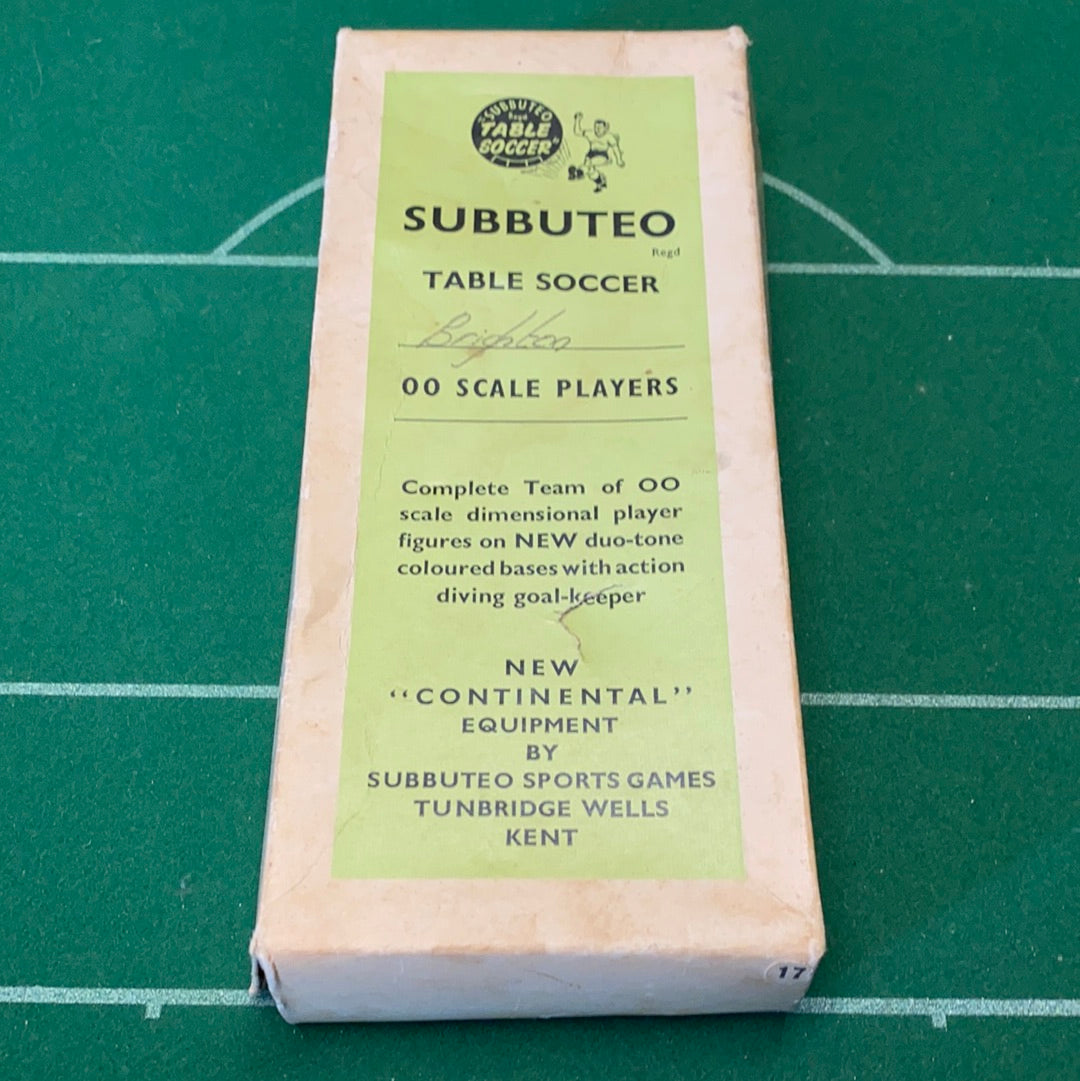 "SUBBUTEO
Regd
TABLE
SOCCER"
SUBBUTEO
Regd
TABLE SOCCER
Brighton
OO SCALE PLAYERS
Complete Team of OO
scale dimensional player
figures on NEW duo-tone
coloured bases with action
diving goal-keeper
NEW
“CONTINENTAL”
EQUIPMENT
BY
SUBBUTEO SPORTS GAMES
TUNBRIDGE WELLS
KENT
17